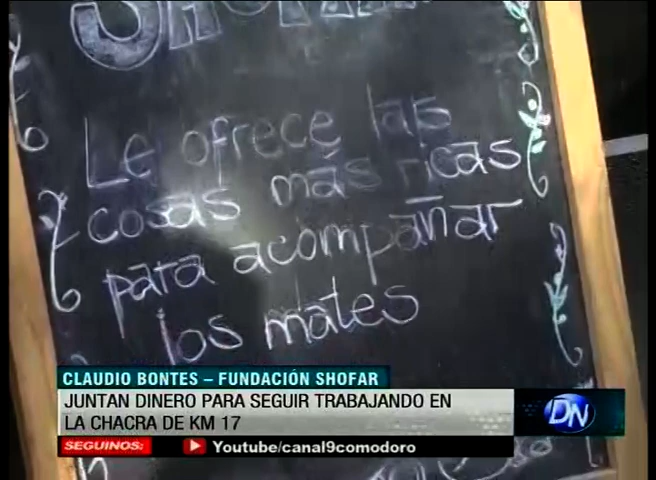 Le ofrece las
cosas más ricas
para acompañar
los mates
CLAUDIO BONTES – FUNDACIÓN SHOFAR
JUNTAN DINERO PARA SEGUIR TRABAJANDO EN
LA CHACRA DE KM 17
DN
SEGUINOS: Youtube/canal9comodoro